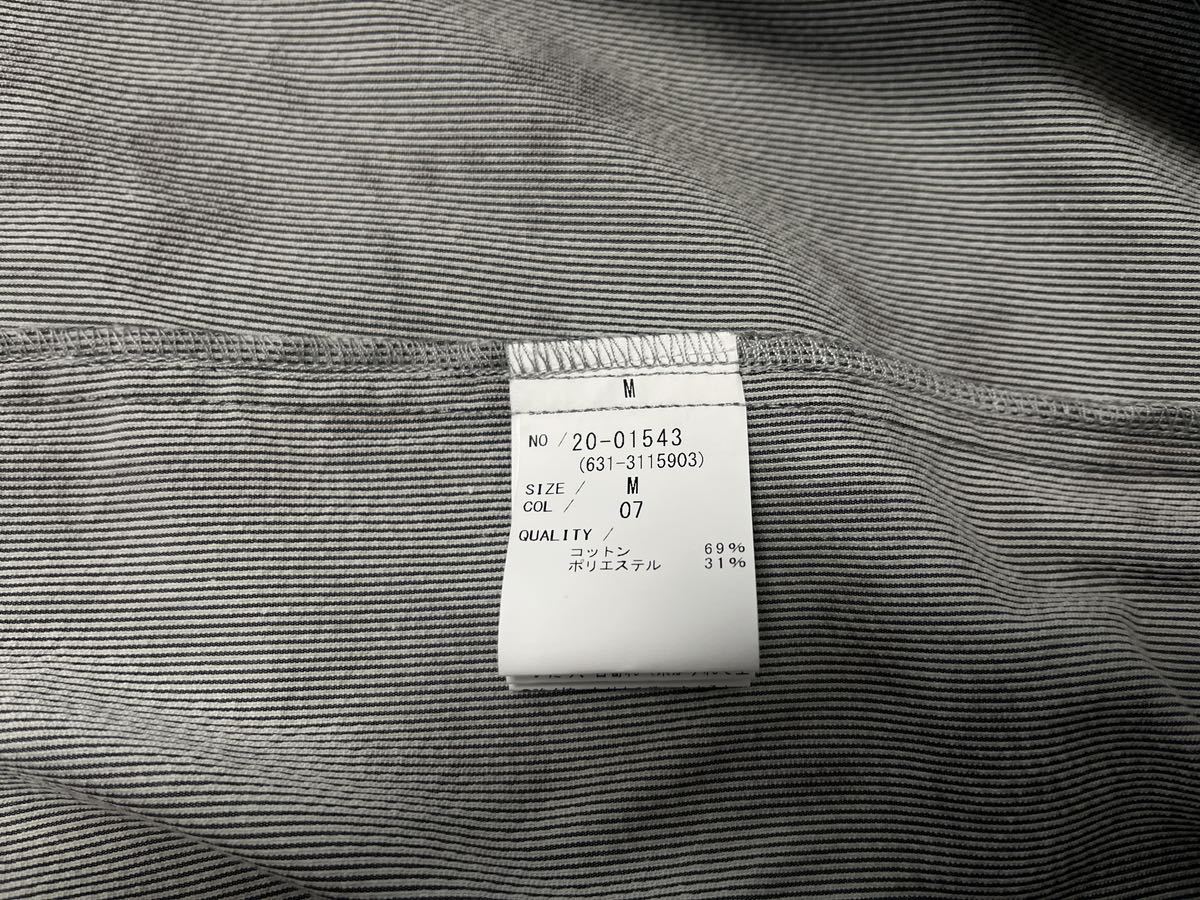 M
NO / 20-01543
(631-3115903)
SIZE / M
COL / 07
QUALITY /
コットン 69%
ポリエステル 31%